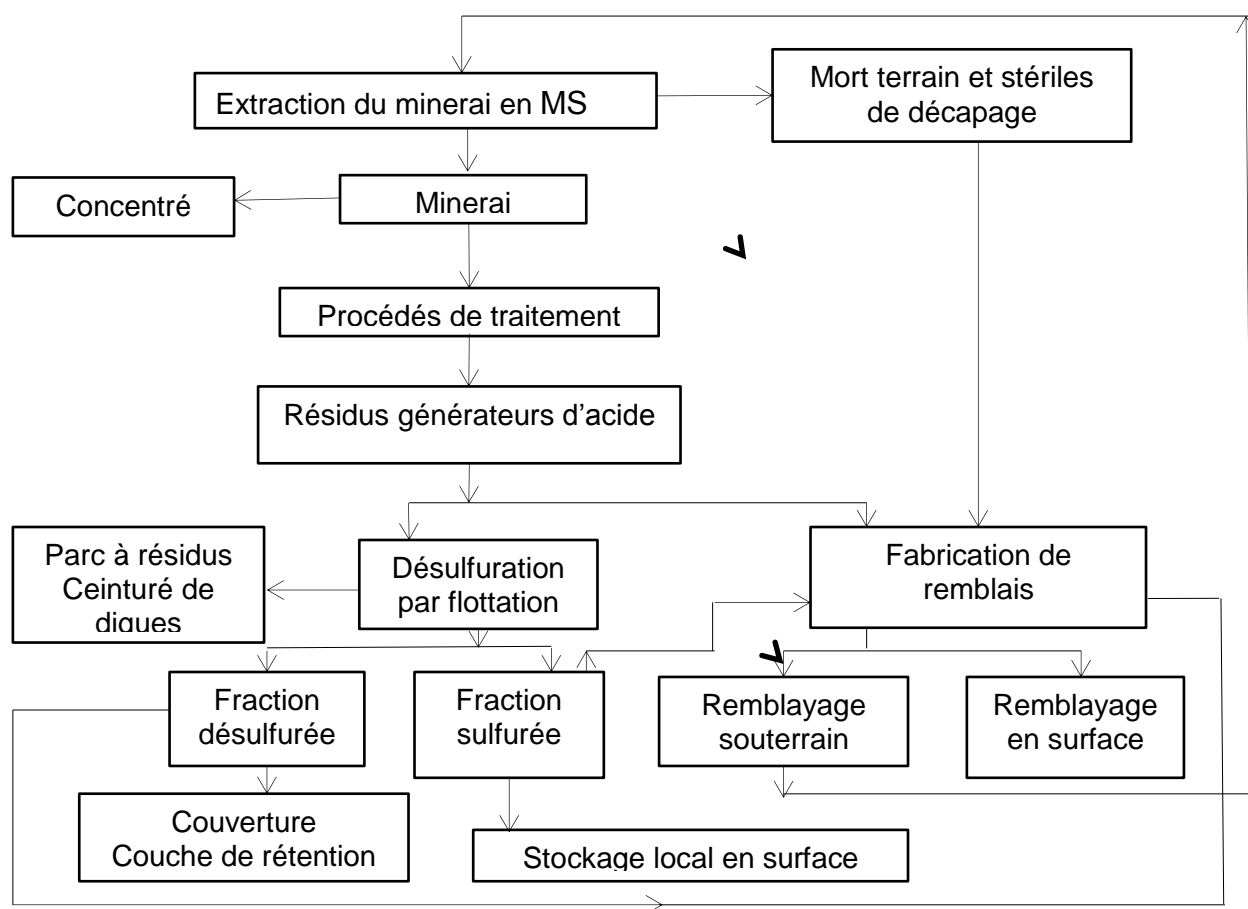 Extraction du minerai en MS
Mort terrain et stériles
de décapage
Concentré
Minerai
Procédés de traitement
Résidus générateurs d’acide
Parc à résidus
Ceinturé de
digues
Désulfuration
par flottation
Fabrication de
remblais
Fraction
désulfurée
Fraction
sulfurée
Remblayage
souterrain
Remblayage
en surface
Couverture
Couche de rétention
Stockage local en surface